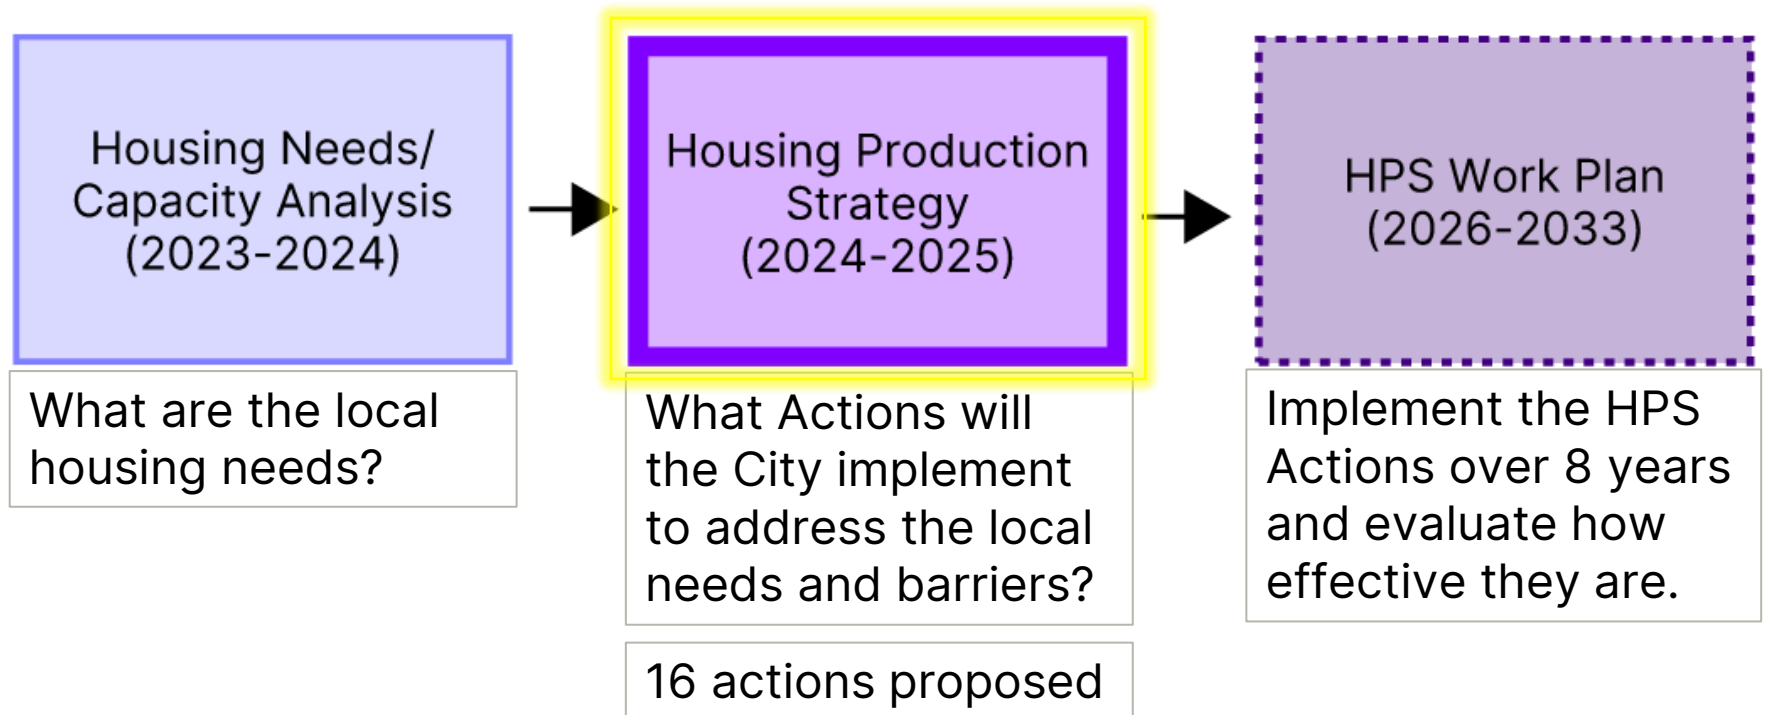 Housing Needs/
Capacity Analysis
(2023-2024)
What are the local
housing needs?
Housing Production
Strategy
(2024-2025)
What Actions will
the City implement
to address the local
needs and barriers?
16 actions proposed
HPS Work Plan
(2026-2033)
Implement the HPS
Actions over 8 years
and evaluate how
effective they are.